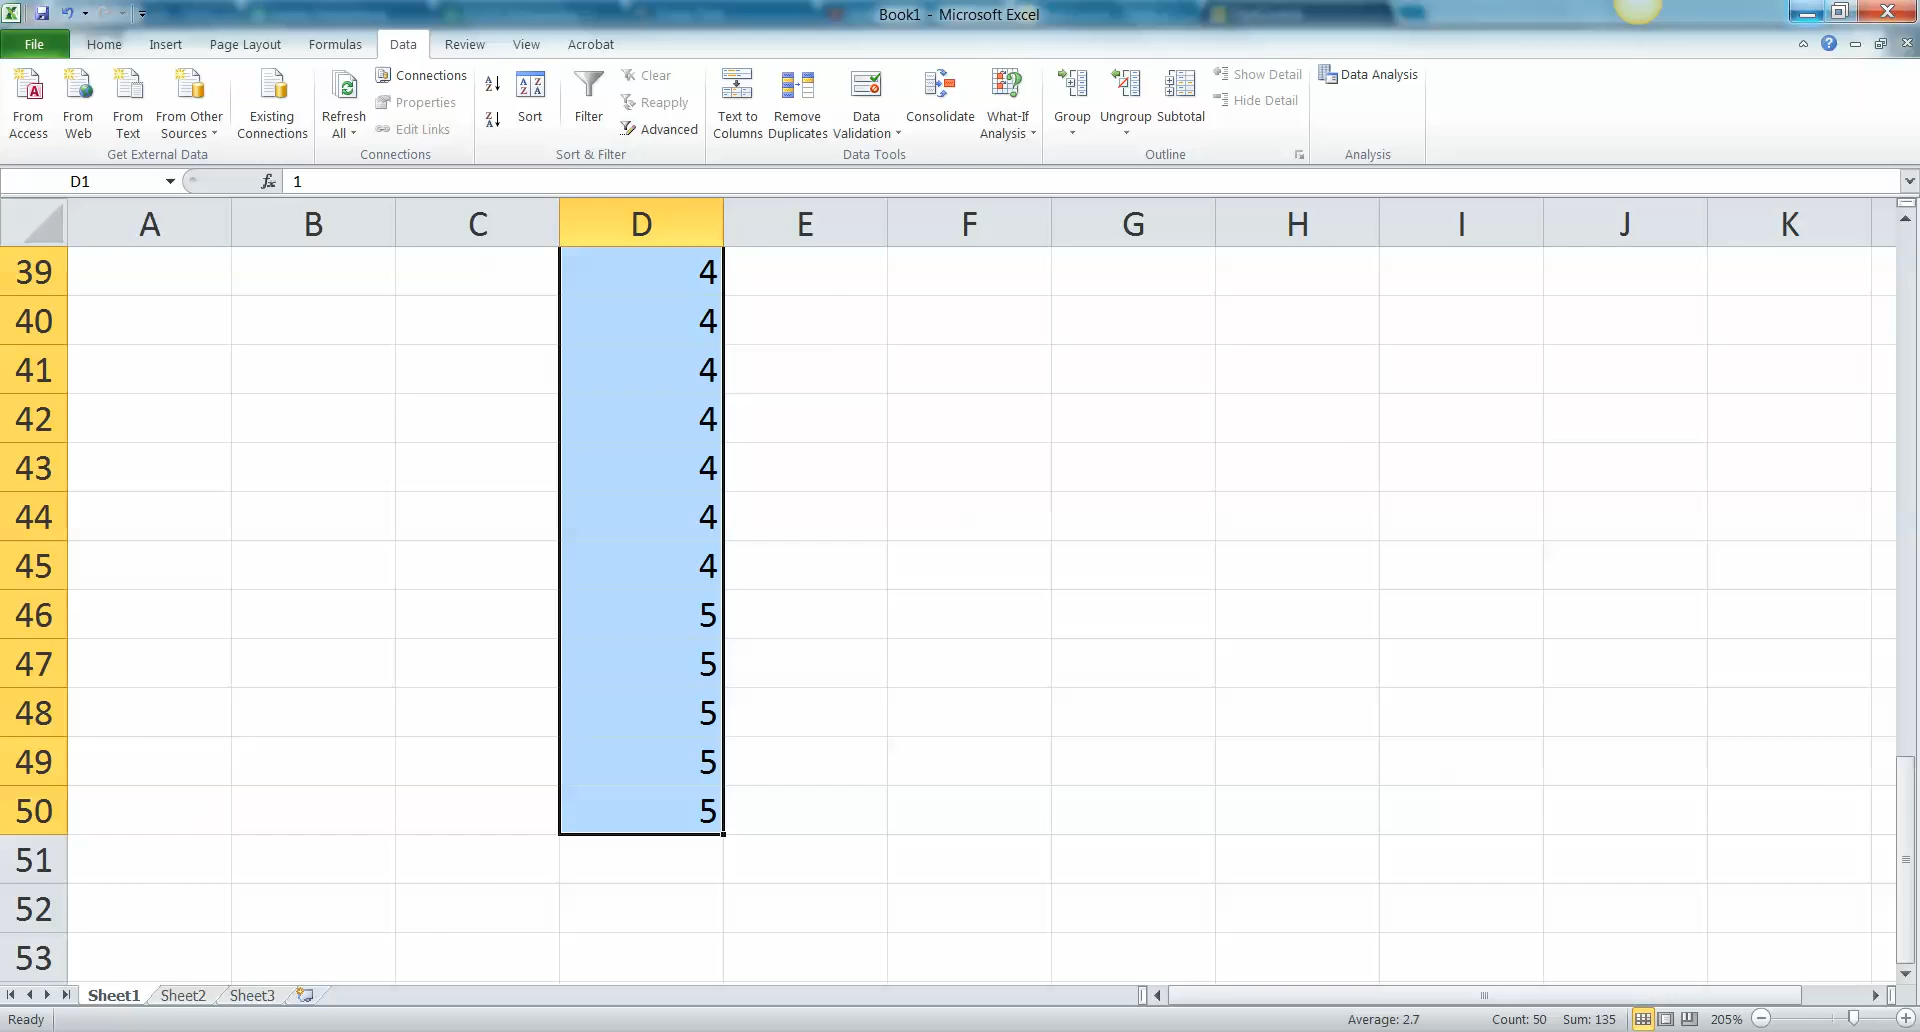 Book1 - Microsoft Excel
File Home Insert Page Layout Formulas Data Review View Acrobat
From Access
From Web
From Text
From Other Sources
Get External Data
Existing Connections
Refresh All
Connections
Properties
Edit Links
Connections
A Z
Z A
Sort
Filter
Clear
Reapply
Advanced
Sort & Filter
Text to Columns
Remove Duplicates
Data Validation
Consolidate
What-If Analysis
Data Tools
Group
Ungroup
Subtotal
Show Detail
Hide Detail
Outline
Data Analysis
Analysis
D1 fx 1
A B C D E F G H I J K
39 4
40 4
41 4
42 4
43 4
44 4
45 4
46 5
47 5
48 5
49 5
50 5
51
52
53
Sheet1 Sheet2 Sheet3
Ready Average: 2.7 Count: 50 Sum: 135 205%